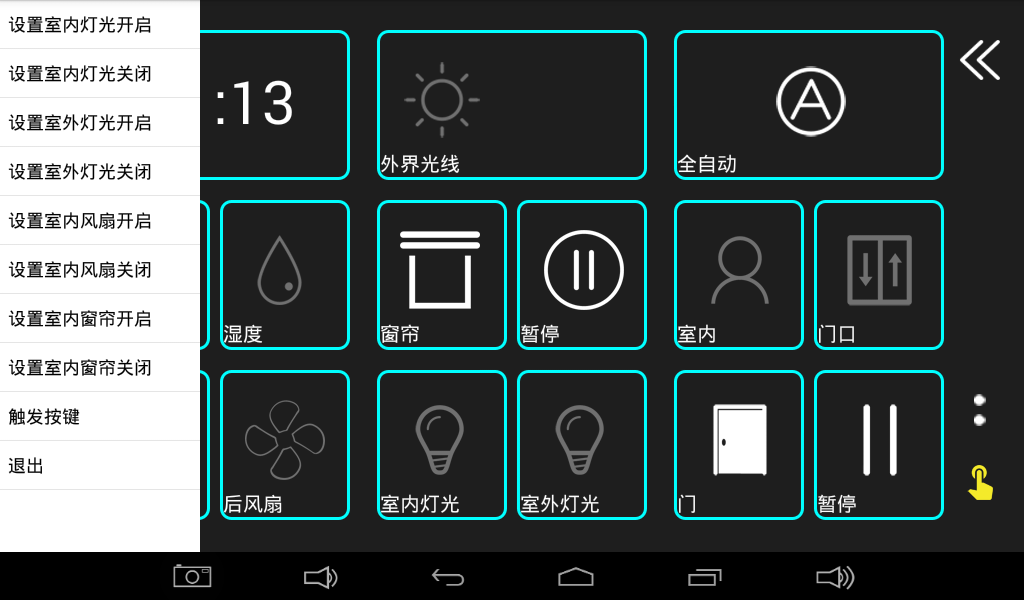 设置室内灯光开启
设置室内灯光关闭
设置室外灯光开启
设置室外灯光关闭
设置室内风扇开启
设置室内风扇关闭
设置室内窗帘开启
设置室内窗帘关闭
触发按键
退出
:13
外界光线
A
全自动
湿度
窗帘
暂停
室内
门口
后风扇
室内灯光
室外灯光
门
暂停